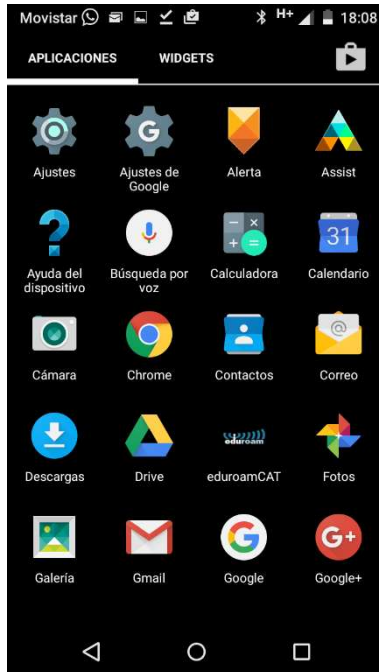 Movistar H+ 18:08
APLICACIONES WIDGETS
G 31
Ajustes Ajustes de Google Alerta Assist
?
Ayuda del dispositivo Búsqueda por voz Calculadora Calendario
@
Cámara Chrome Contactos Correo
eduroam
Descargas Drive eduroamCAT Fotos
G G+
Galería Gmail Google Google+